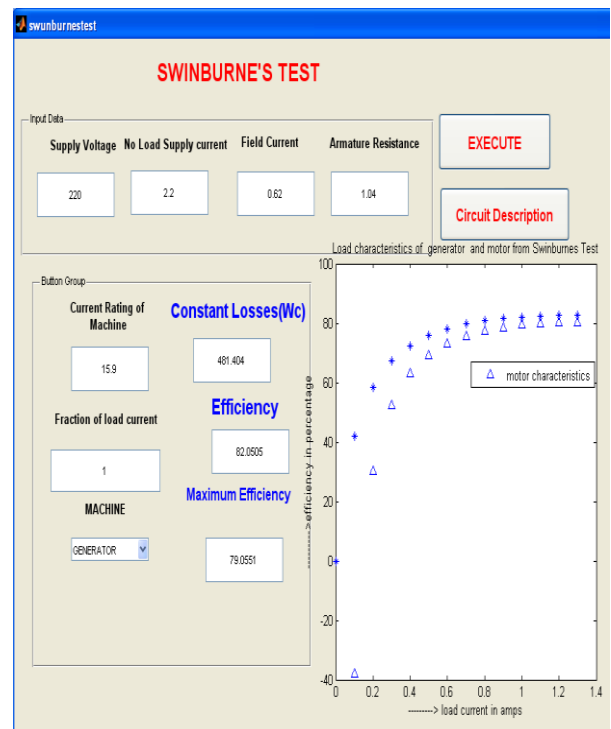 swunburnestest
SWINBURNE'S TEST
Input Data
Supply Voltage
No Load Supply current
Field Current
Armature Resistance
220
2.2
0.62
1.04
EXECUTE
Circuit Description
Button Group
Current Rating of
Machine
15.9
Fraction of load current
1
MACHINE
GENERATOR
Constant Losses(Wc)
481.404
Efficiency
82.0505
Maximum Efficiency
79.0551
Load characteristics of generator and motor from Swinburnes Test
100
80
60
40
20
0
-20
-40
--------->efficiency in percentage
motor characteristics
0
0.2
0.4
0.6
0.8
1
1.2
1.4
---------> load current in amps